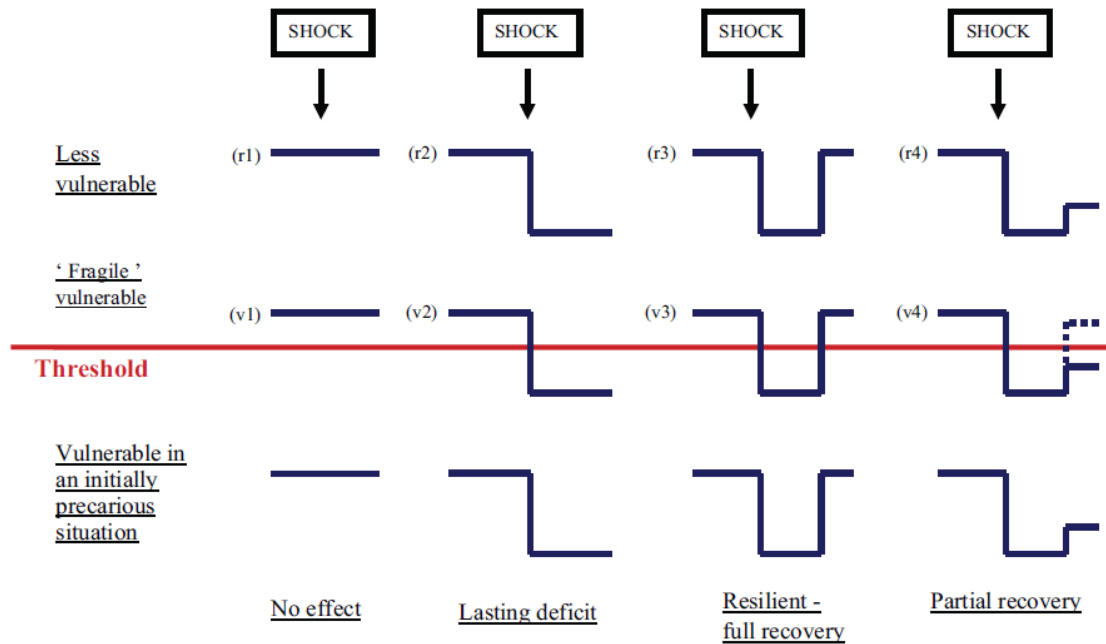 SHOCK SHOCK SHOCK SHOCK
Less
vulnerable
(r1) (r2) (r3) (r4)
‘ Fragile ’
vulnerable
(v1) (v2) (v3) (v4)
Threshold
Vulnerable in
an initially
precarious
situation
No effect
Lasting deficit
Resilient -
full recovery
Partial recovery